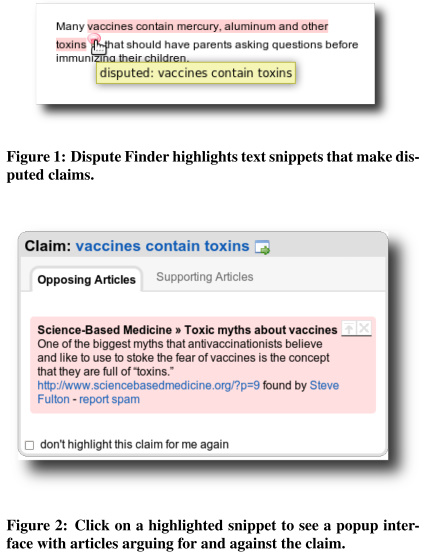 Many vaccines contain mercury, aluminum and other
toxins that should have parents asking questions before
immunizing their children.
disputed: vaccines contain toxins
Figure 1: Dispute Finder highlights text snippets that make dis-
puted claims.
Claim: vaccines contain toxins
Opposing Articles Supporting Articles
Science-Based Medicine » Toxic myths about vaccines
One of the biggest myths that antivaccinationists believe
and like to use to stoke the fear of vaccines is the concept
that they are full of “toxins.”
http://www.sciencebasedmedicine.org/?p=9 found by Steve
Fulton - report spam
don't highlight this claim for me again
Figure 2: Click on a highlighted snippet to see a popup inter-
face with articles arguing for and against the claim.